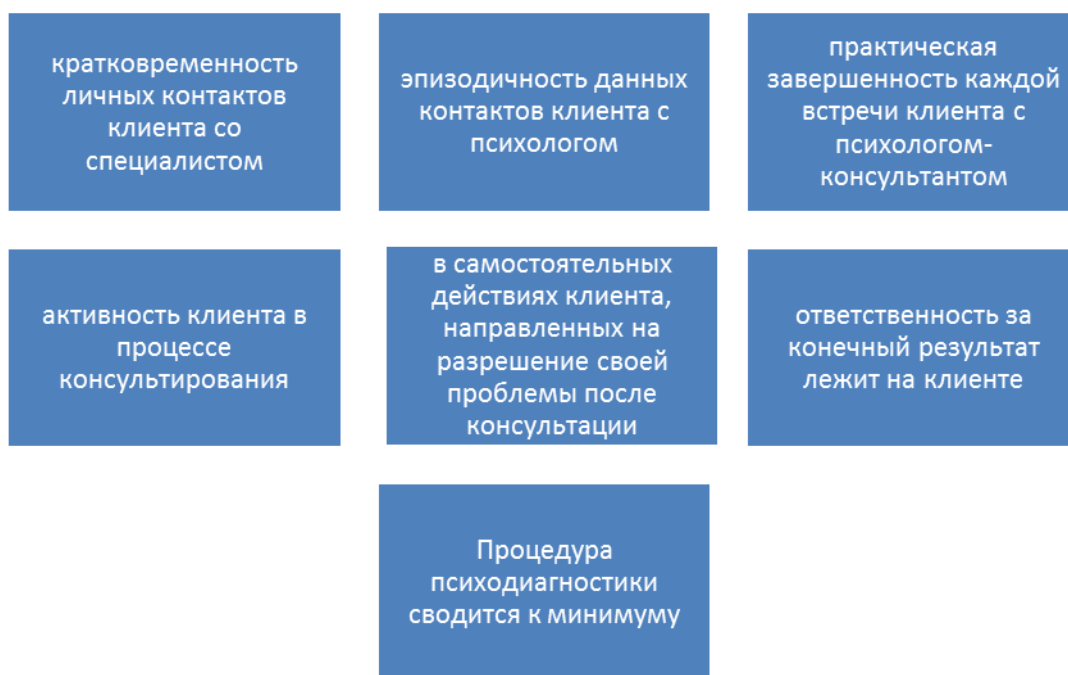 кратковременность
личных контактов
клиента со
специалистом
эпизодичность данных
контактов клиента с
психологом
практическая
завершенность каждой
встречи клиента с
психологом-
консультантом
активность клиента в
процессе
консультирования
в самостоятельных
действиях клиента,
направленных на
разрешение своей
проблемы после
консультации
ответственность за
конечный результат
лежит на клиенте
Процедура
психодиагностики
сводится к минимуму